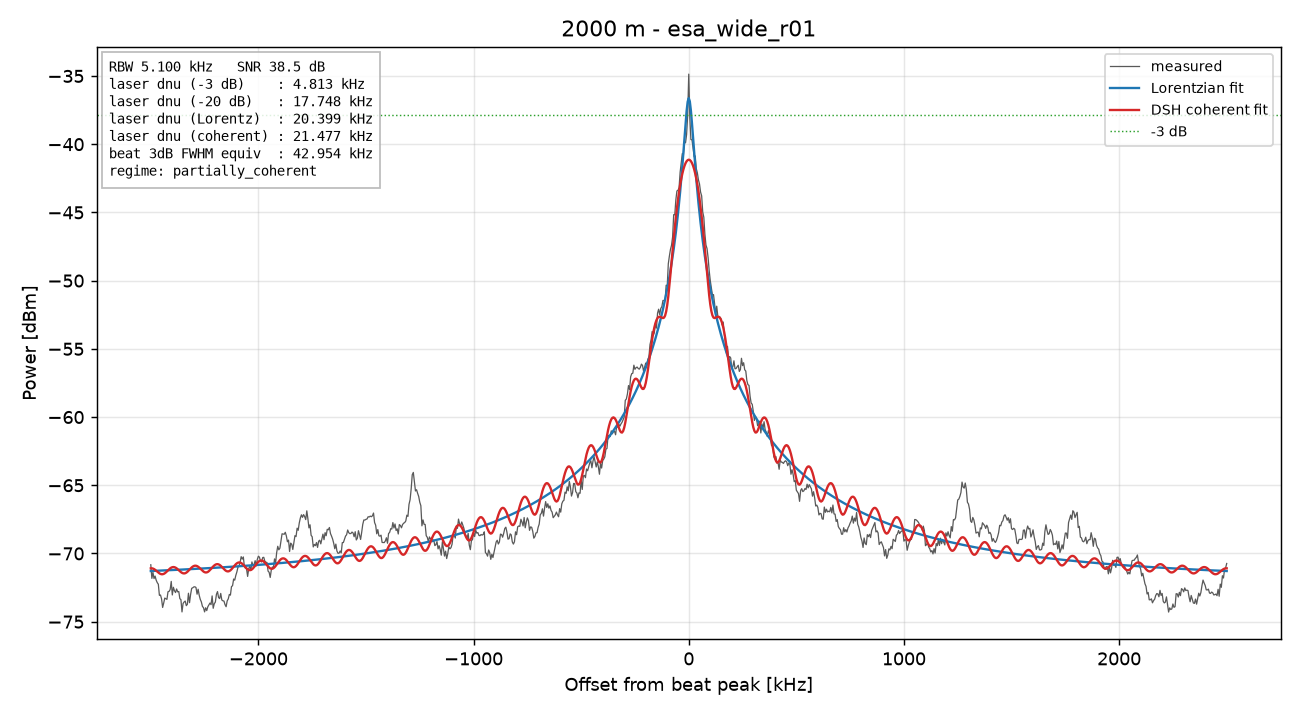 2000 m - esa_wide_r01
RBW 5.100 kHz   SNR 38.5 dB
laser dnu (-3 dB)    : 4.813 kHz
laser dnu (-20 dB)   : 17.748 kHz
laser dnu (Lorentz)  : 20.399 kHz
laser dnu (coherent) : 21.477 kHz
beat 3dB FWHM equiv  : 42.954 kHz
regime: partially_coherent
measured
Lorentzian fit
DSH coherent fit
-3 dB
Power [dBm]
−35
−40
−45
−50
−55
−60
−65
−70
−75
−2000
−1000
0
1000
2000
Offset from beat peak [kHz]